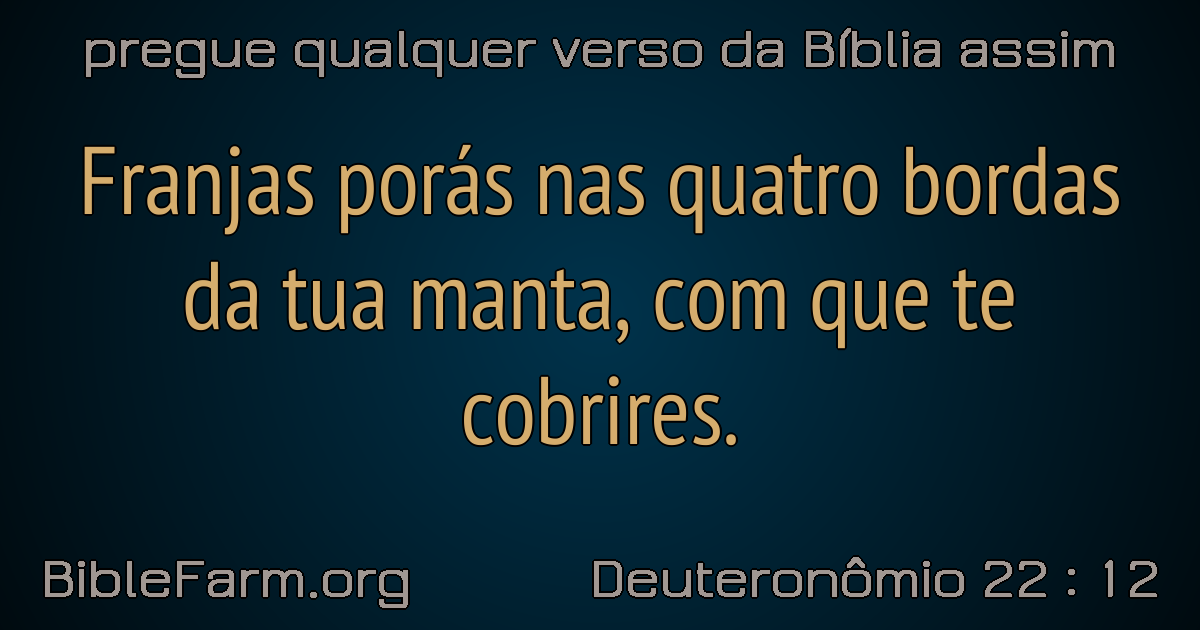 pregue qualquer verso da Bíblia assim
Franjas porás nas quatro bordas
da tua manta, com que te
cobrires.
BibleFarm.org
Deuteronômio 22 : 12